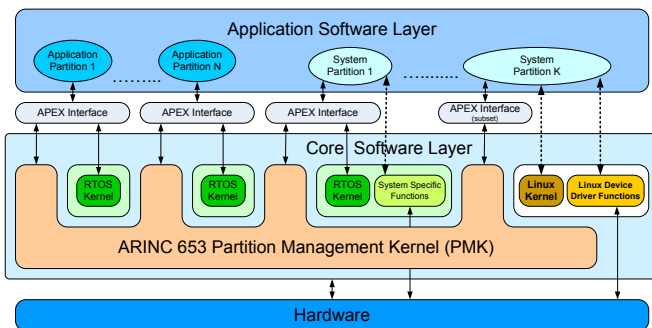 Application Software Layer
Application
Partition 1
Application
Partition N
System
Partition 1
System
Partition K
APEX Interface
APEX Interface
APEX Interface
APEX Interface
(subset)
Core Software Layer
RTOS
Kernel
RTOS
Kernel
RTOS
Kernel
System Specific
Functions
Linux
Kernel
Linux Device
Driver Functions
ARINC 653 Partition Management Kernel (PMK)
Hardware